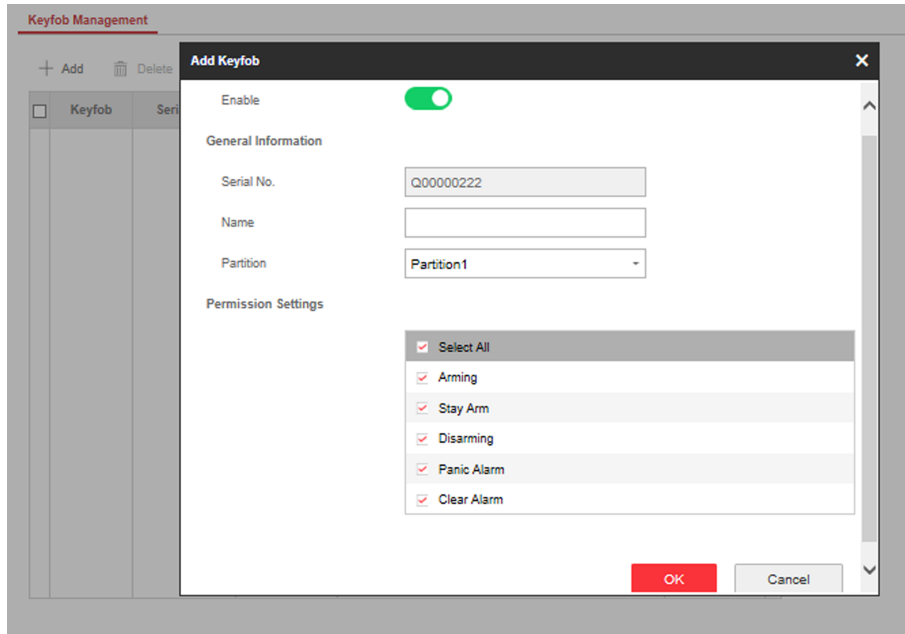 Keyfob Management
Add Delete
Keyfob Seri
Add Keyfob
Enable
General Information
Serial No. Q00000222
Name
Partition Partition1
Permission Settings
Select All
Arming
Stay Arm
Disarming
Panic Alarm
Clear Alarm
OK Cancel